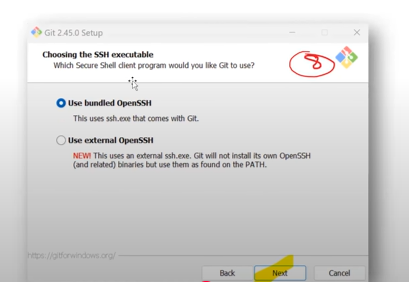 Git 2.45.0 Setup
Choosing the SSH executable
Which Secure Shell client program would you like Git to use?
8
Use bundled OpenSSH
This uses ssh.exe that comes with Git.
Use external OpenSSH
NEW! This uses an external ssh.exe. Git will not install its own OpenSSH
(and related) binaries but use them as found on the PATH.
https://gitforwindows.org/
Back Next Cancel